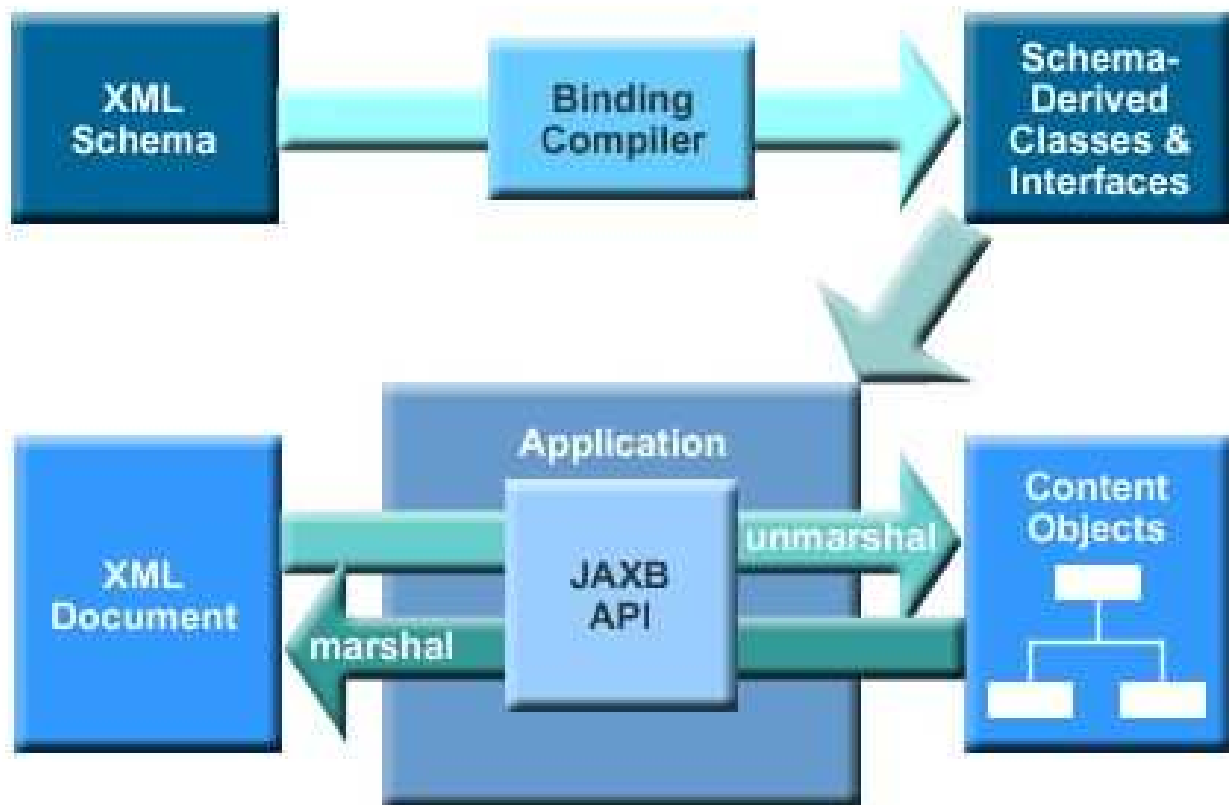 XML
Schema
Binding
Compiler
Schema-
Derived
Classes &
Interfaces
Application
XML
Document
JAXB
API
unmarshal
marshal
Content
Objects